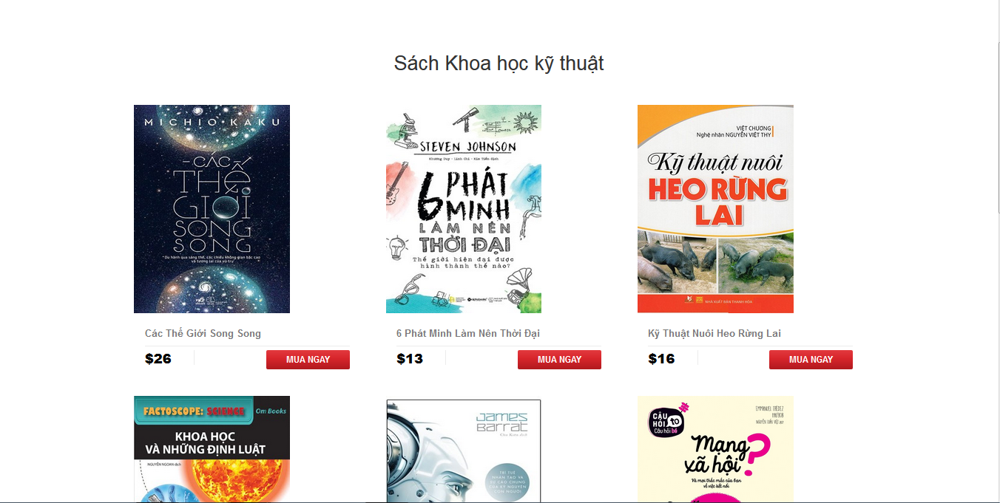 Sách Khoa học kỹ thuật
MICHIO KAKU
CÁC
THẾ
GIỚI
SONG
SONG
"Du hành qua sáng thế, các chiều không gian bậc cao
và tương lai của vũ trụ"
STEVEN JOHNSON
Khương Duy - Linh Chi - Kim Tiến dịch
6 PHÁT
MINH
LÀM NÊN
THỜI ĐẠI
Thế giới hiện đại được
hình thành thế nào?
alphabooks
VIỆT CHƯƠNG
Nghệ nhân NGUYỄN VIỆT THY
Kỹ thuật nuôi
HEO RỪNG
LAI
NHÀ XUẤT BẢN THANH HÓA
Các Thế Giới Song Song
6 Phát Minh Làm Nên Thời Đại
Kỹ Thuật Nuôi Heo Rừng Lai
$26
MUA NGAY
$13
MUA NGAY
$16
MUA NGAY
FACTOSCOPE: SCIENCE
Om Books
KHOA HỌC
VÀ NHỮNG ĐỊNH LUẬT
NGUYỄN NGOAN dịch
James
Barrat
TRÍ TUỆ
NHÂN TẠO VÀ
SỰ CÁO CHUNG
CỦA KỶ NGUYÊN
CON NGƯỜI
CÂU
HỎI to
Câu hỏi bé
EMMANUEL TRÉDEZ
NGUYỄN TOÀN VIỆT dịch
Mạng
xã hội?
Và mọi thắc mắc của bạn
về việc kết nối